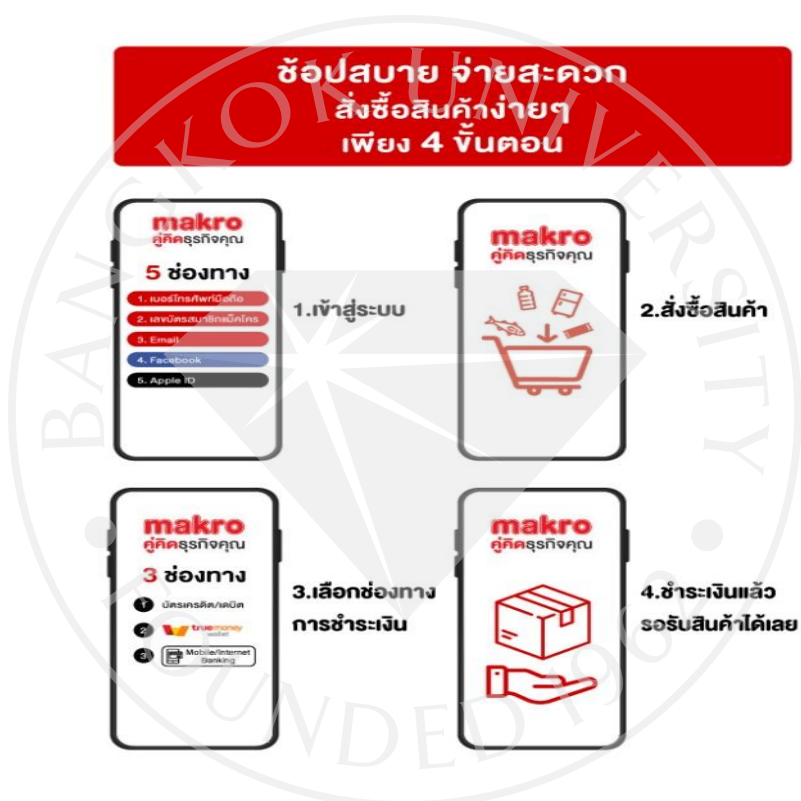 ช้อปสบาย จ่ายสะดวก
สั่งซื้อสินค้าง่ายๆ
เพียง 4 ขั้นตอน
makro
คู่คิดธุรกิจคุณ
5 ช่องทาง
1. เบอร์โทรศัพท์มือถือ
2. เลขบัตรสมาชิกแม็คโคร
3. Email
4. Facebook
5. Apple ID
1.เข้าสู่ระบบ
makro
คู่คิดธุรกิจคุณ
2.สั่งซื้อสินค้า
makro
คู่คิดธุรกิจคุณ
3 ช่องทาง
1 บัตรเครดิต/เดบิต
2 truemoney
wallet
3 Mobile/Internet
Banking
3.เลือกช่องทาง
การชำระเงิน
makro
คู่คิดธุรกิจคุณ
4.ชำระเงินแล้ว
รอรับสินค้าได้เลย
BANGKOK UNIVERSITY
FOUNDED 1962